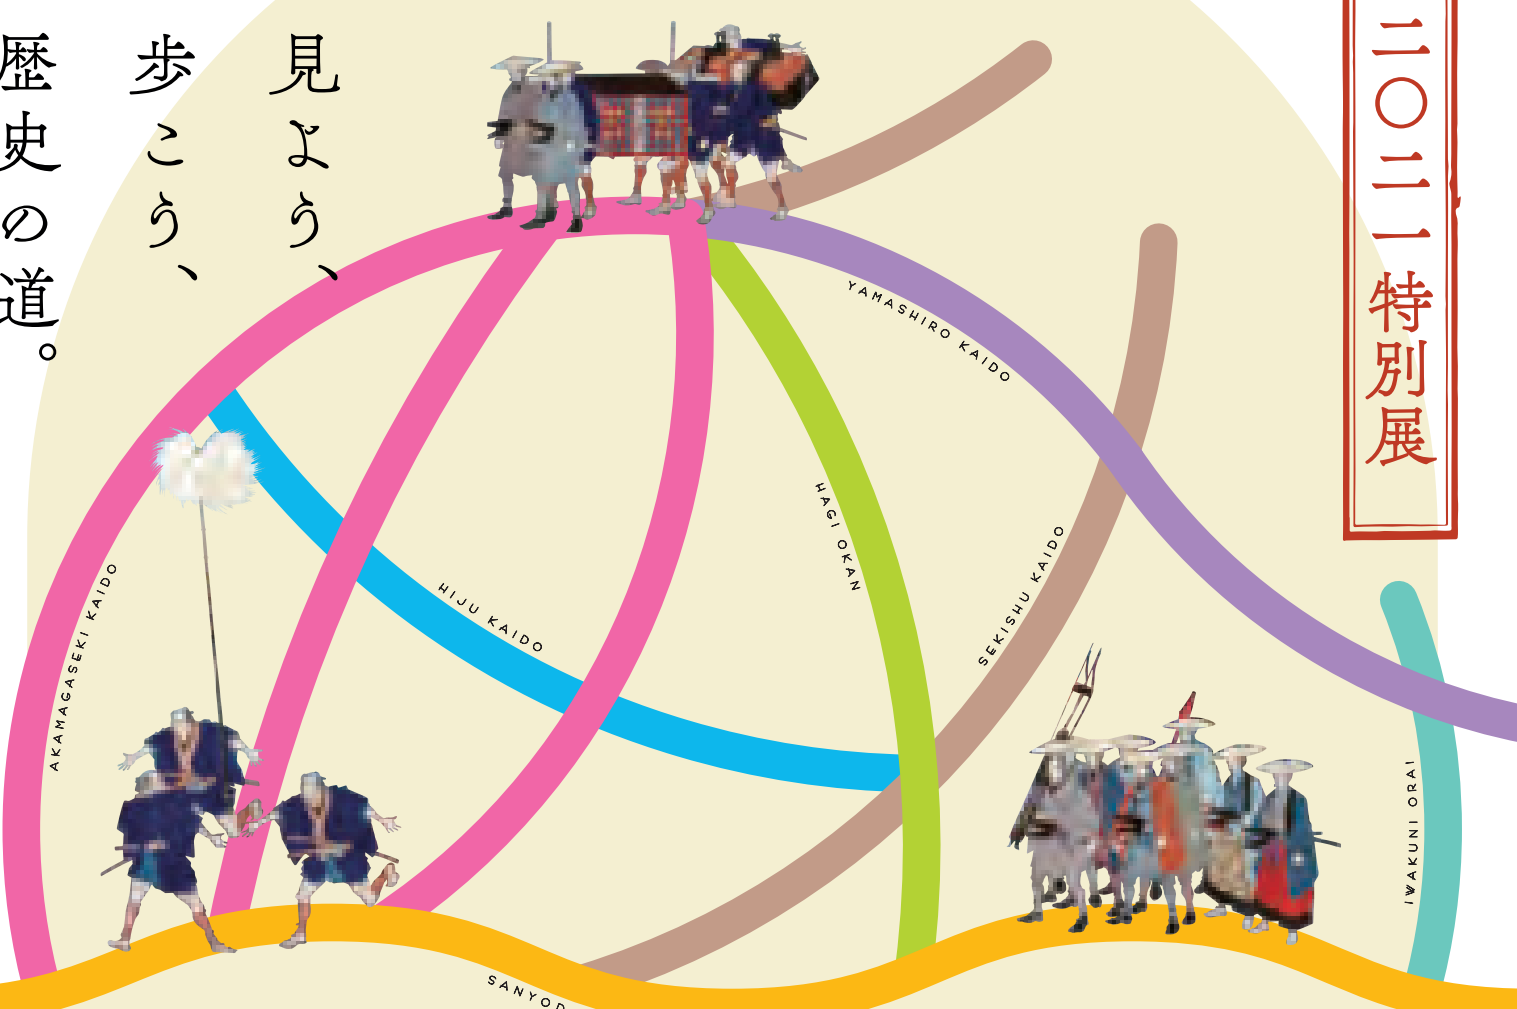 二〇二一特別展
見よう、
歩こう、
歴史の道。
YAMASHIRO KAIDO
HAGI OKAN
SEKISHU KAIDO
HIJU KAIDO
AKAMAGASEKI KAIDO
IWAKUNI ORAI
SANYOD